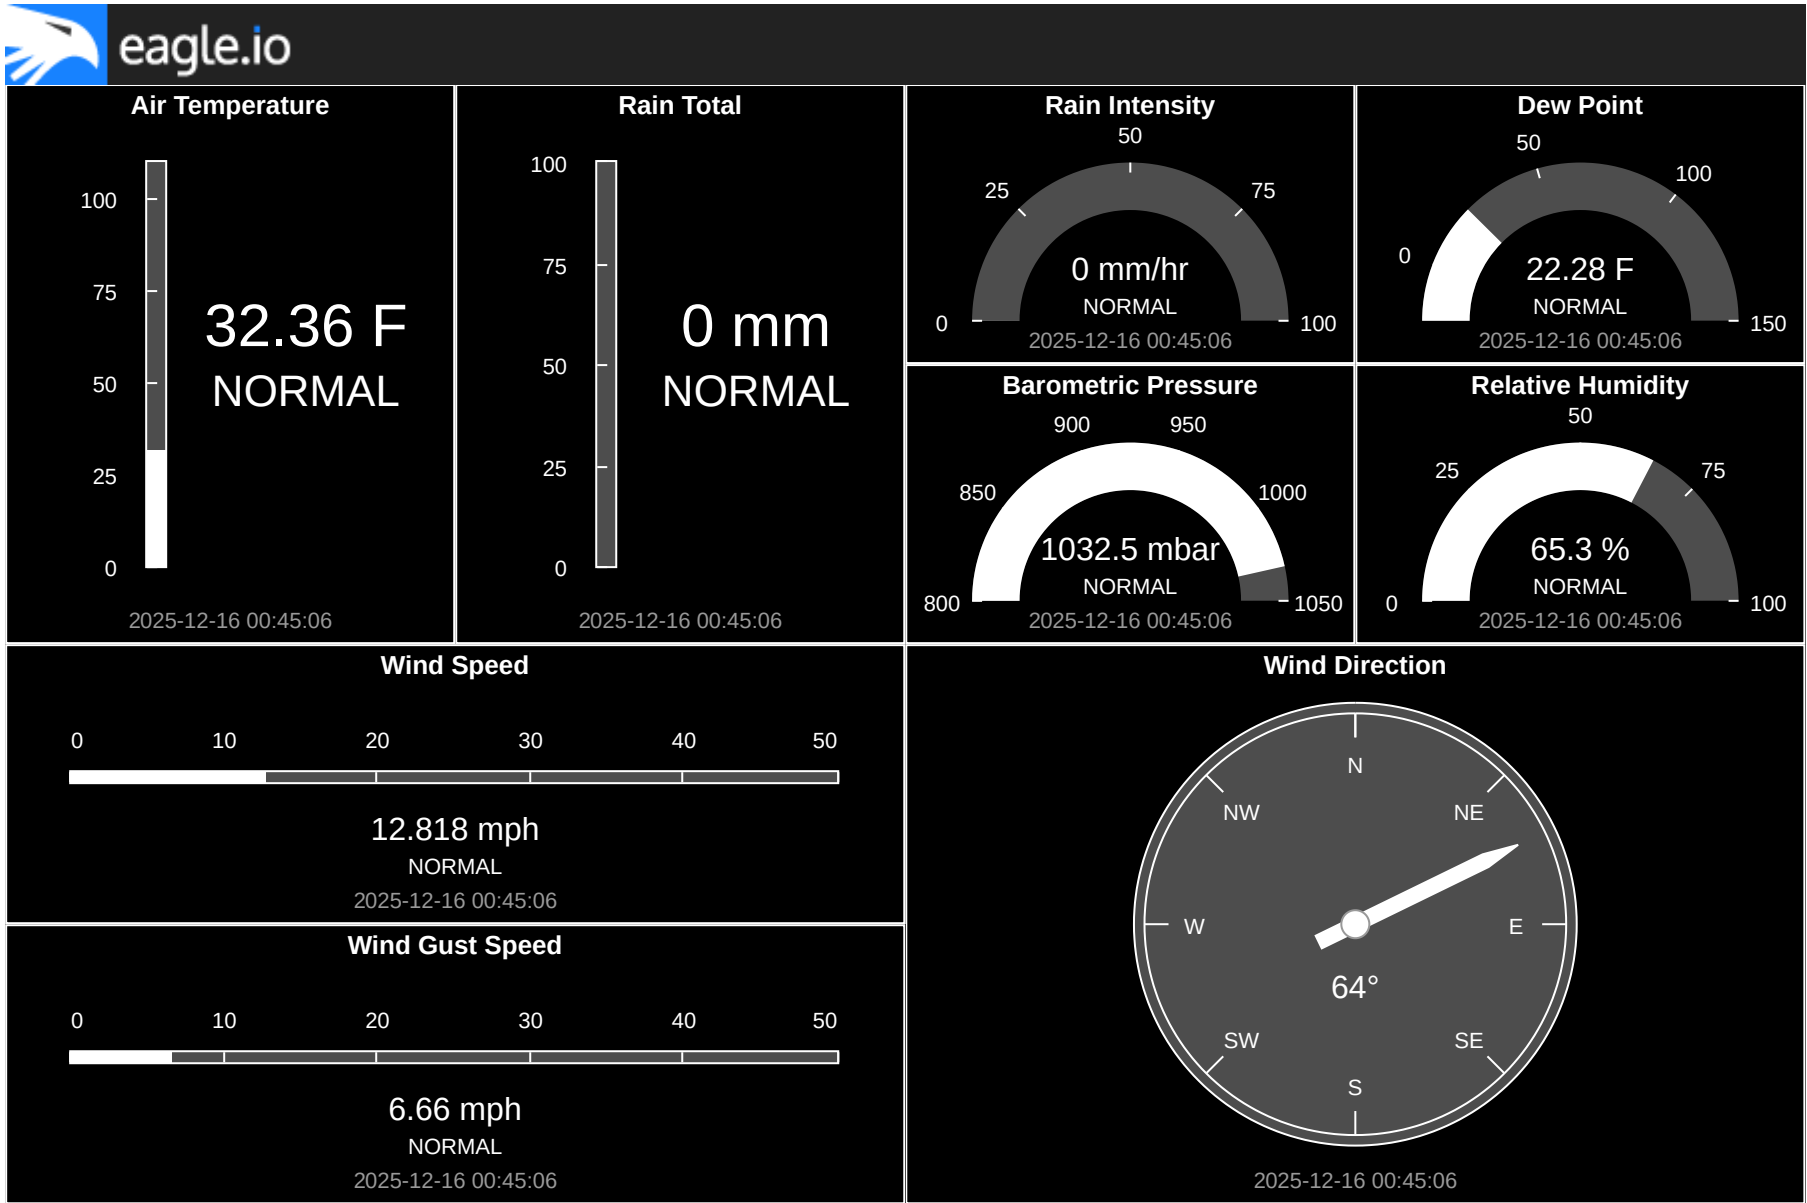 eagle.io
Air Temperature
100
75
50
25
0
32.36 F
NORMAL
2025-12-16 00:45:06
Rain Total
100
75
50
25
0
0 mm
NORMAL
2025-12-16 00:45:06
Rain Intensity
50
25
75
0
100
0 mm/hr
NORMAL
2025-12-16 00:45:06
Dew Point
50
100
0
150
22.28 F
NORMAL
2025-12-16 00:45:06
Barometric Pressure
900
950
850
1000
800
1050
1032.5 mbar
NORMAL
2025-12-16 00:45:06
Relative Humidity
50
25
75
0
100
65.3 %
NORMAL
2025-12-16 00:45:06
Wind Speed
0 10 20 30 40 50
12.818 mph
NORMAL
2025-12-16 00:45:06
Wind Gust Speed
0 10 20 30 40 50
6.66 mph
NORMAL
2025-12-16 00:45:06
Wind Direction
N
NW
NE
W
E
64°
SW
SE
S
2025-12-16 00:45:06